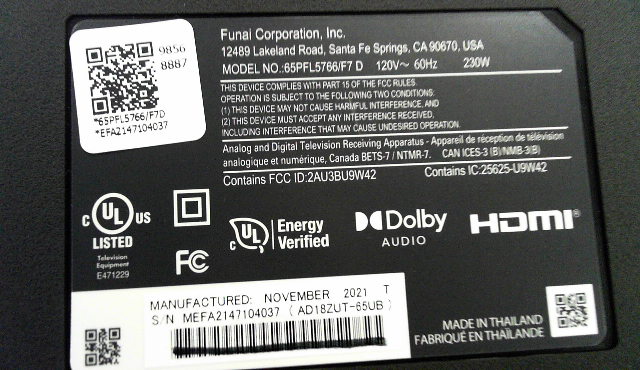 9856
8887
*65PFL5766/F7D
*EFA2147104037
Funai Corporation, Inc.
12489 Lakeland Road, Santa Fe Springs, CA 90670, USA
MODEL NO.:65PFL5766/F7 D 120V~ 60Hz 230W
THIS DEVICE COMPLIES WITH PART 15 OF THE FCC RULES.
OPERATION IS SUBJECT TO THE FOLLOWING TWO CONDITIONS:
(1) THIS DEVICE MAY NOT CAUSE HARMFUL INTERFERENCE, AND
(2) THIS DEVICE MUST ACCEPT ANY INTERFERENCE RECEIVED,
INCLUDING INTERFERENCE THAT MAY CAUSE UNDESIRED OPERATION.
Analog and Digital Television Receiving Apparatus - Appareil de réception de télévision
analogique et numérique, Canada BETS-7 / NTMR-7. CAN ICES-3 (B)/NMB-3(B)
Contains FCC ID:2AU3BU9W42 Contains IC:25625-U9W42
C UL US
LISTED
Television
Equipment
E471229
FC
C UL Energy
Verified
Dolby
AUDIO
HDMI®
MANUFACTURED: NOVEMBER 2021 T
S/N MEFA2147104037 ( AD18ZUT-65UB )
MADE IN THAILAND
FABRIQUÉ EN THAÏLANDE